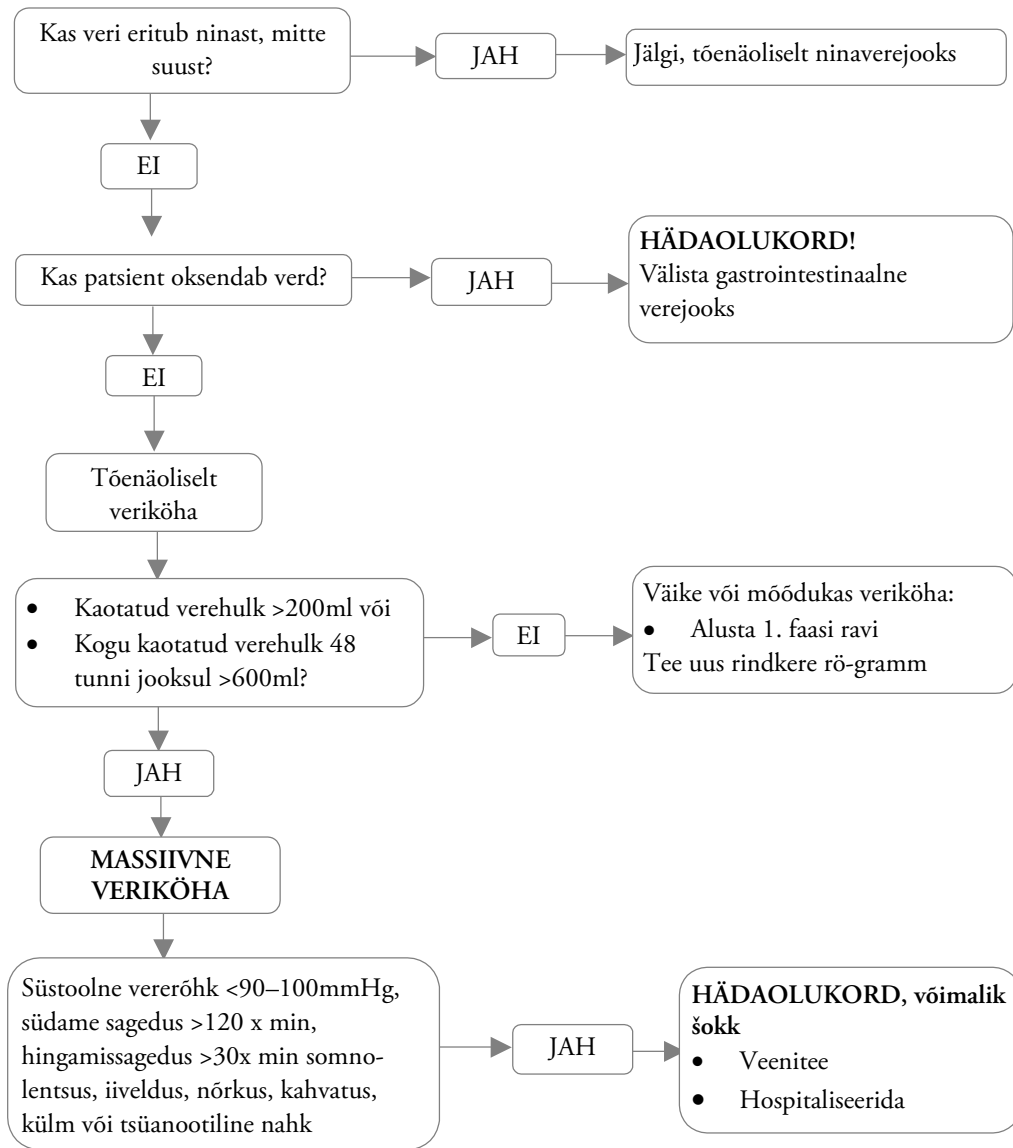 Kas veri eritub ninast, mitte
suust?
JAH
Jälgi, tõenäoliselt ninaverejooks
EI
Kas patsient oksendab verd?
JAH
HÄDAOLUKORD!
Välista gastrointestinaalne
verejooks
EI
Tõenäoliselt
veriköha
• Kaotatud verehulk >200ml või
• Kogu kaotatud verehulk 48
tunni jooksul >600ml?
EI
Väike või mõõdukas veriköha:
• Alusta 1. faasi ravi
Tee uus rindkere rö-gramm
JAH
MASSIIVNE
VERIKÖHA
Süstoolne vererõhk <90–100mmHg,
südame sagedus >120 x min,
hingamissagedus >30x min somno-
lentsus, iiveldus, nõrkus, kahvatus,
külm või tsüanootiline nahk
JAH
HÄDAOLUKORD, võimalik
šokk
• Veenitee
• Hospitaliseerida